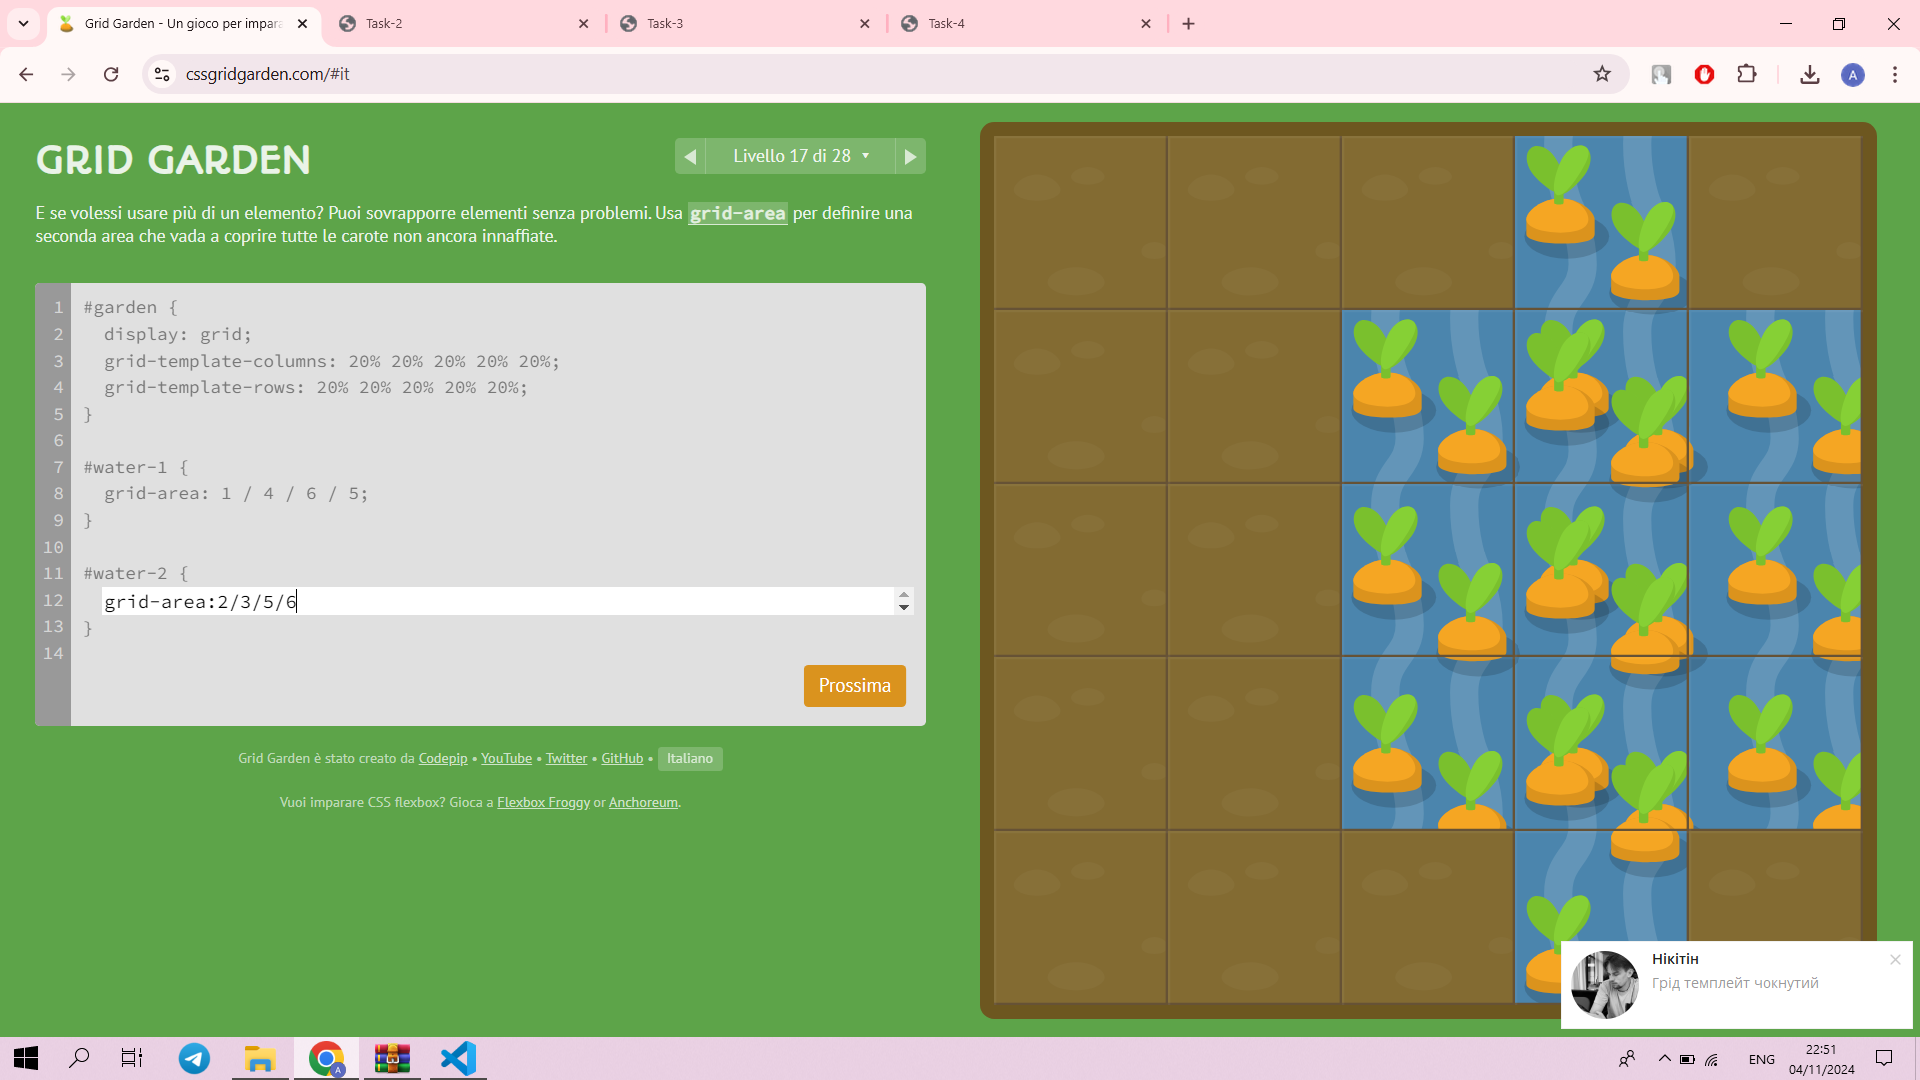 Grid Garden - Un gioco per impara
Task-2
Task-3
Task-4
cssgridgarden.com/#it
A
GRID GARDEN
Livello 17 di 28
E se volessi usare più di un elemento? Puoi sovrapporre elementi senza problemi. Usa grid-area per definire una
seconda area che vada a coprire tutte le carote non ancora innaffiate.
1 #garden {
2 display: grid;
3 grid-template-columns: 20% 20% 20% 20% 20%;
4 grid-template-rows: 20% 20% 20% 20% 20%;
5 }
6
7 #water-1 {
8 grid-area: 1 / 4 / 6 / 5;
9 }
10
11 #water-2 {
12 grid-area:2/3/5/6
13 }
14
Prossima
Grid Garden è stato creato da Codepip • YouTube • Twitter • GitHub • Italiano
Vuoi imparare CSS flexbox? Gioca a Flexbox Froggy or Anchoreum.
Нікітін
Грід темплейт чокнутий
A
ENG
22:51
04/11/2024